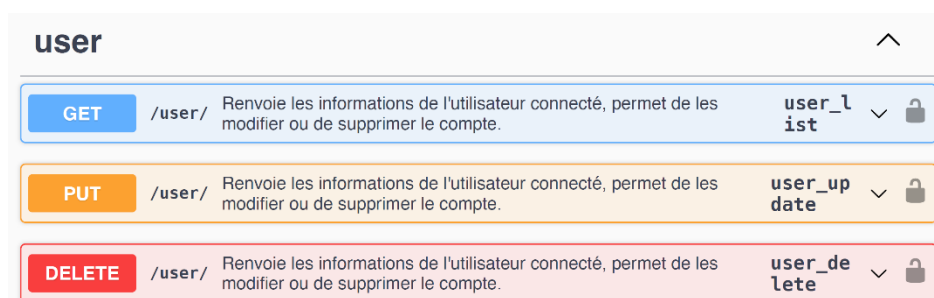 user
GET /user/ Renvoie les informations de l'utilisateur connecté, permet de les user_l
modifier ou de supprimer le compte. ist
PUT /user/ Renvoie les informations de l'utilisateur connecté, permet de les user_up
modifier ou de supprimer le compte. date
DELETE /user/ Renvoie les informations de l'utilisateur connecté, permet de les user_de
modifier ou de supprimer le compte. lete